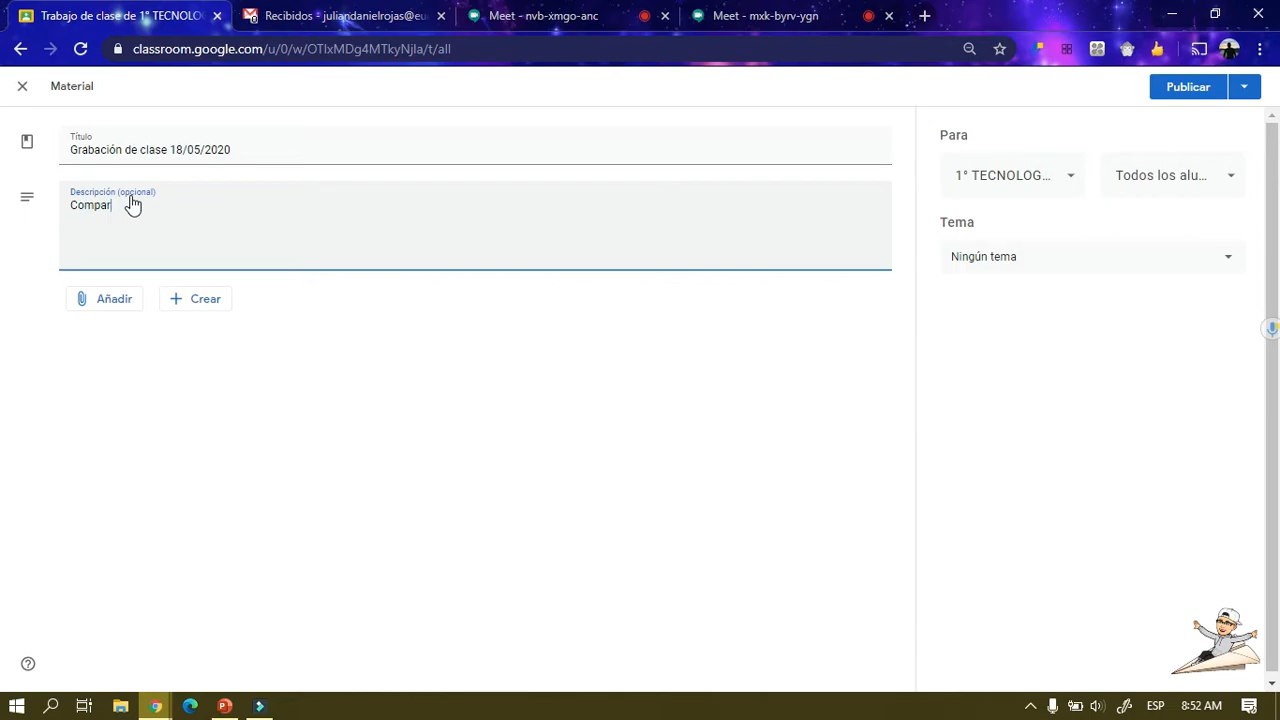 Trabajo de clase de 1° TECNOLO
Recibidos - juliandanielrojas@eu
Meet - nvb-xmgo-anc
Meet - mxk-byrv-ygn
classroom.google.com/u/0/w/OTIxMDg4MTkyNjIa/t/all
Material
Publicar
Título
Grabación de clase 18/05/2020
Descripción (opcional)
Compar
Añadir
Crear
Para
1° TECNOLOG...
Todos los alu...
Tema
Ningún tema
ESP
8:52 AM